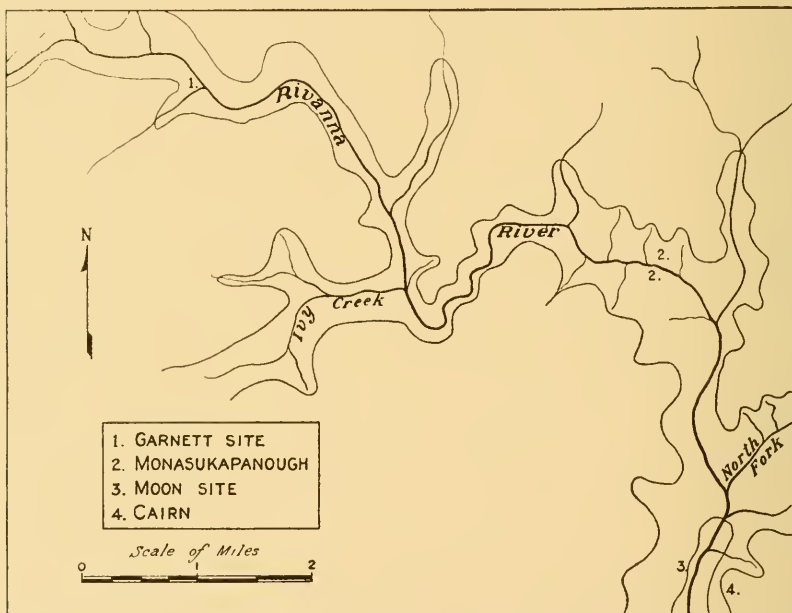 1.
Rivanna
River
2.
2.
N
Ivy Creek
1. GARNETT SITE
2. MONASUKAPANOUGH
3. MOON SITE
4. CAIRN
North
Fork
Scale of Miles
0 1 2
3.
4.